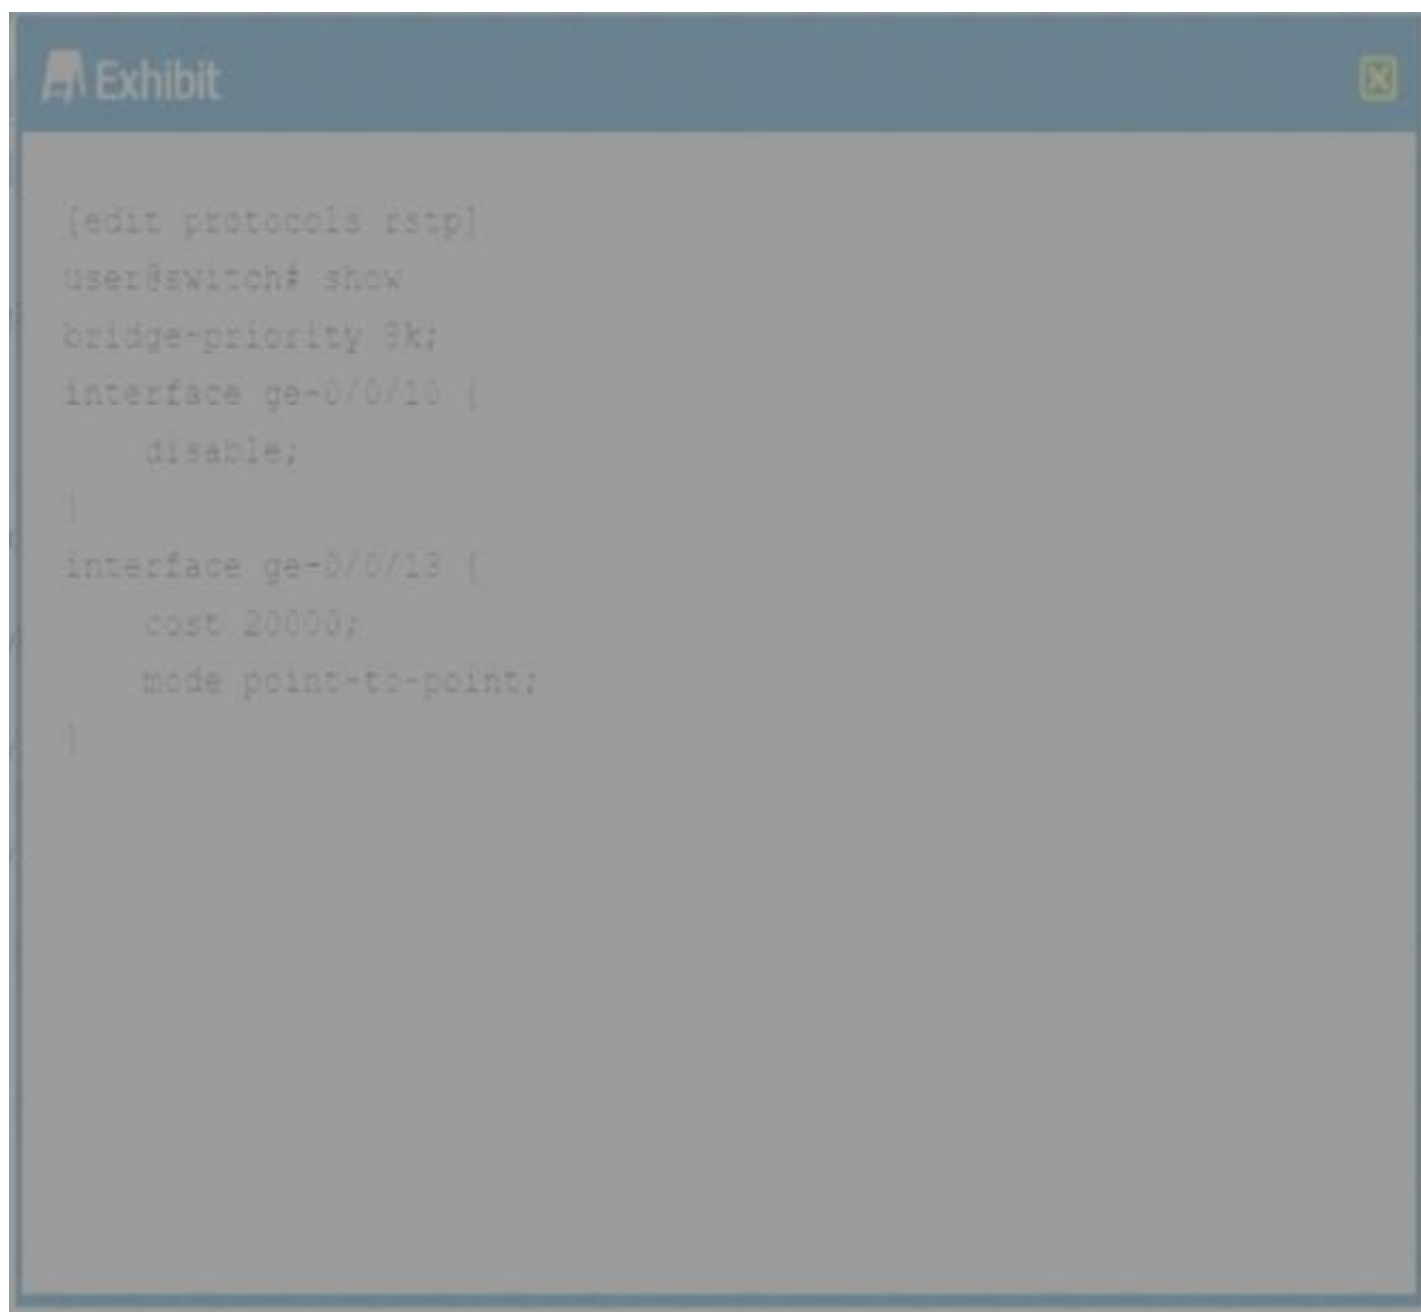 Exhibit
[edit protocols rstp]
user@switch# show
bridge-priority 8k;
interface ge-0/0/10 {
disable;
}
interface ge-0/0/13 {
cost 20000;
mode point-to-point;
}